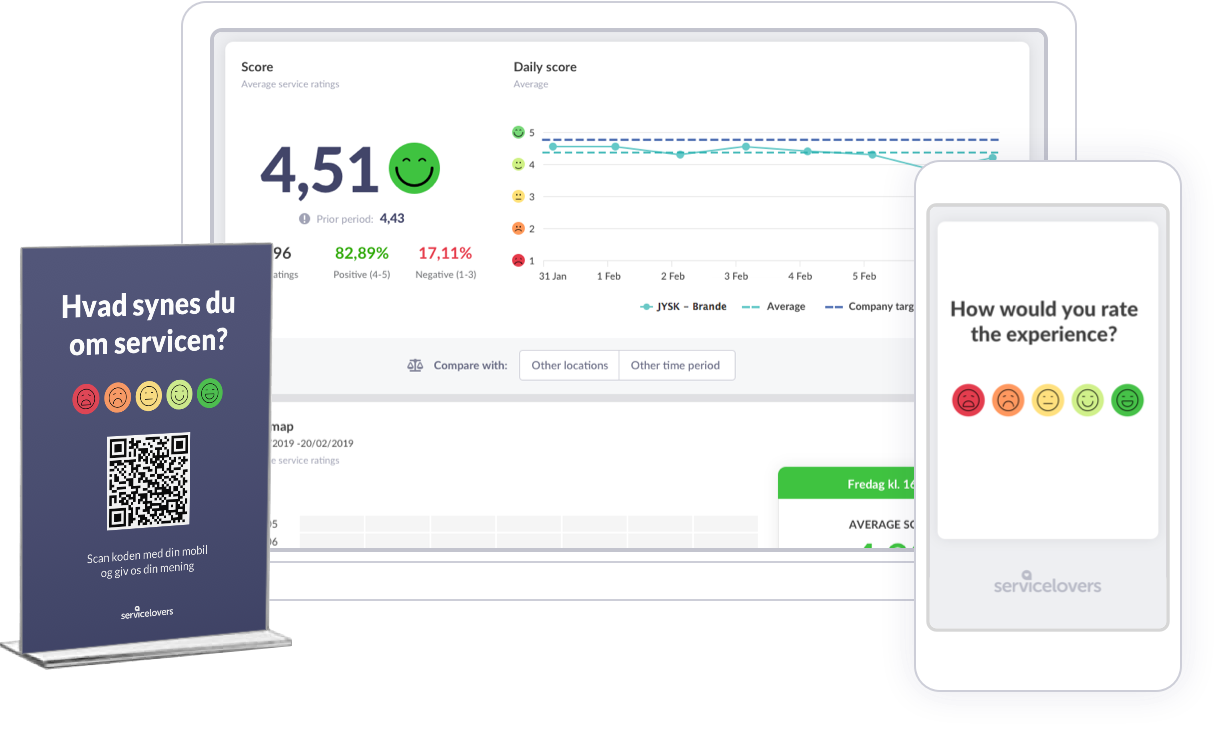 Score
Average service ratings
4,51
Prior period: 4,43
96
atings
82,89%
Positive (4-5)
17,11%
Negative (1-3)
Daily score
Average
5
4
3
2
1
31 Jan 1 Feb 2 Feb 3 Feb 4 Feb 5 Feb
JYSK – Brande Average Company targ
Compare with: Other locations Other time period
map
/2019 -20/02/2019
e service ratings
05
06
Fredag kl. 16
AVERAGE SC
Hvad synes du
om servicen?
Scan koden med din mobil
og giv os din mening
servicelovers
How would you rate
the experience?
servicelovers